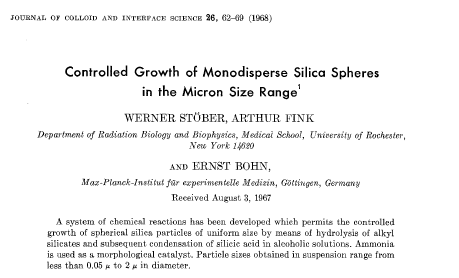 JOURNAL OF COLLOID AND INTERFACE SCIENCE 26, 62–69 (1968)
Controlled Growth of Monodisperse Silica Spheres
in the Micron Size Range¹
WERNER STÖBER, ARTHUR FINK
Department of Radiation Biology and Biophysics, Medical School, University of Rochester,
New York 14620
AND ERNST BOHN,
Max-Planck-Institut für experimentelle Medizin, Göttingen, Germany
Received August 3, 1967
A system of chemical reactions has been developed which permits the controlled
growth of spherical silica particles of uniform size by means of hydrolysis of alkyl
silicates and subsequent condensation of silicic acid in alcoholic solutions. Ammonia
is used as a morphological catalyst. Particle sizes obtained in suspension range from
less than 0.05 μ to 2 μ in diameter.